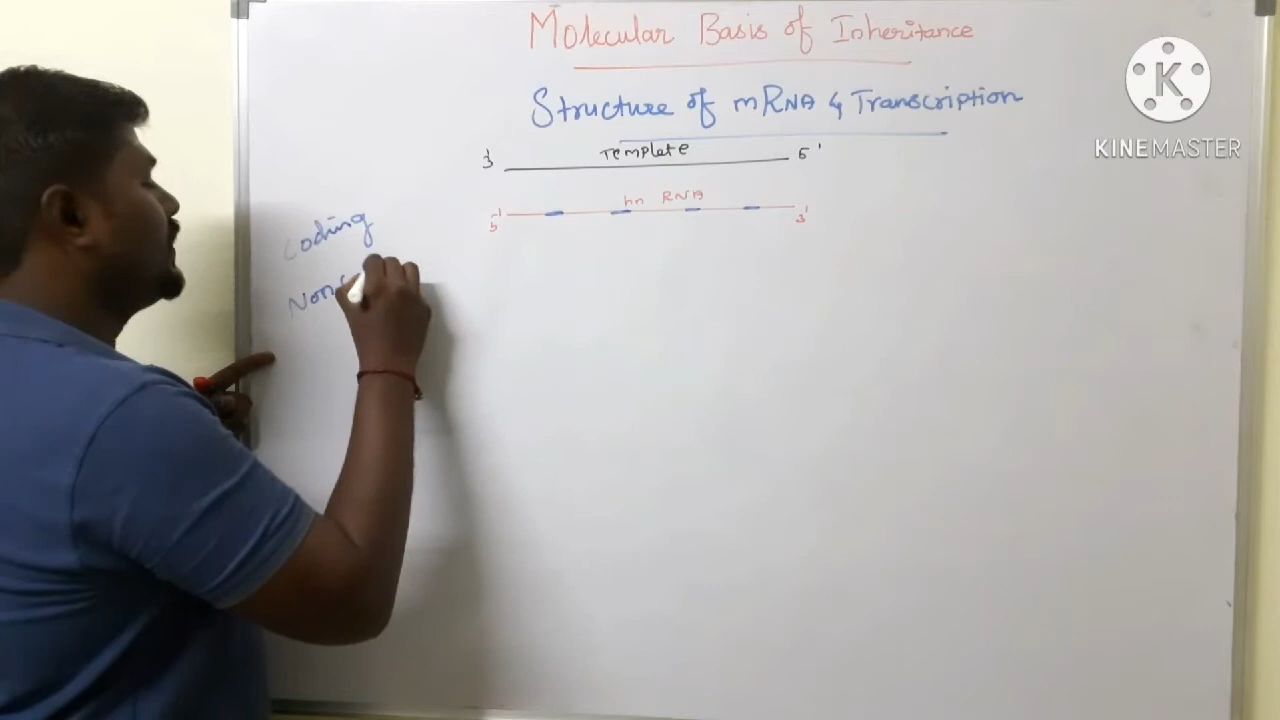 Molecular Basis of Inheritance
Structure of mRNA & Transcription
3' Template 5'
hn RNA
5' 3'
Coding
K
KINEMASTER